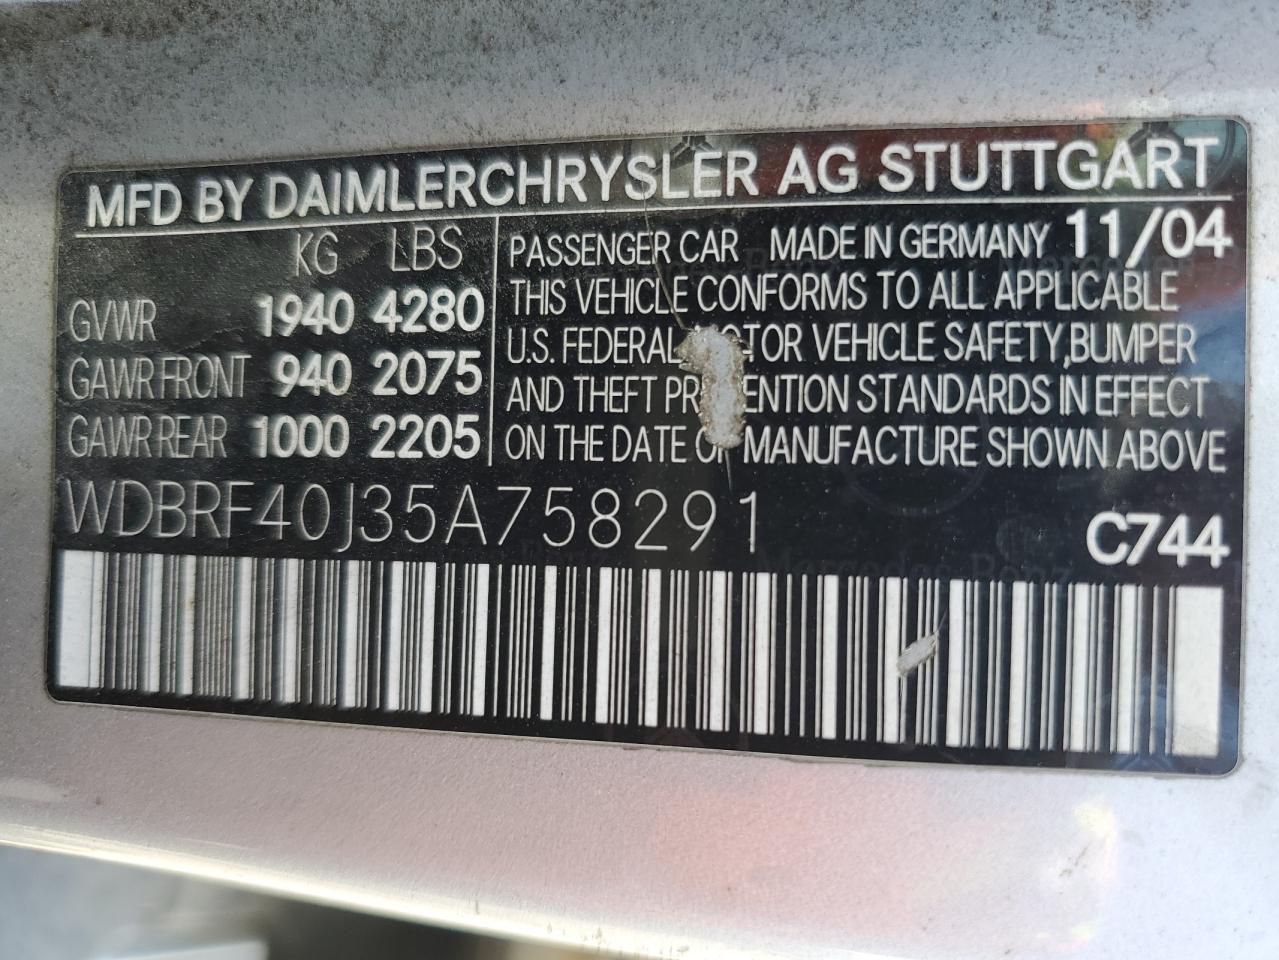 MFD BY DAIMLERCHRYSLER AG STUTTGART
KG LBS
GVWR 1940 4280
GAWR FRONT 940 2075
GAWR REAR 1000 2205
PASSENGER CAR MADE IN GERMANY 11/04
THIS VEHICLE CONFORMS TO ALL APPLICABLE
U.S. FEDERAL VEHICLE SAFETY, BUMPER
AND THEFT STANDARDS IN EFFECT
ON THE DATE MANUFACTURE SHOWN ABOVE
WDBRF40J35A758291
C744